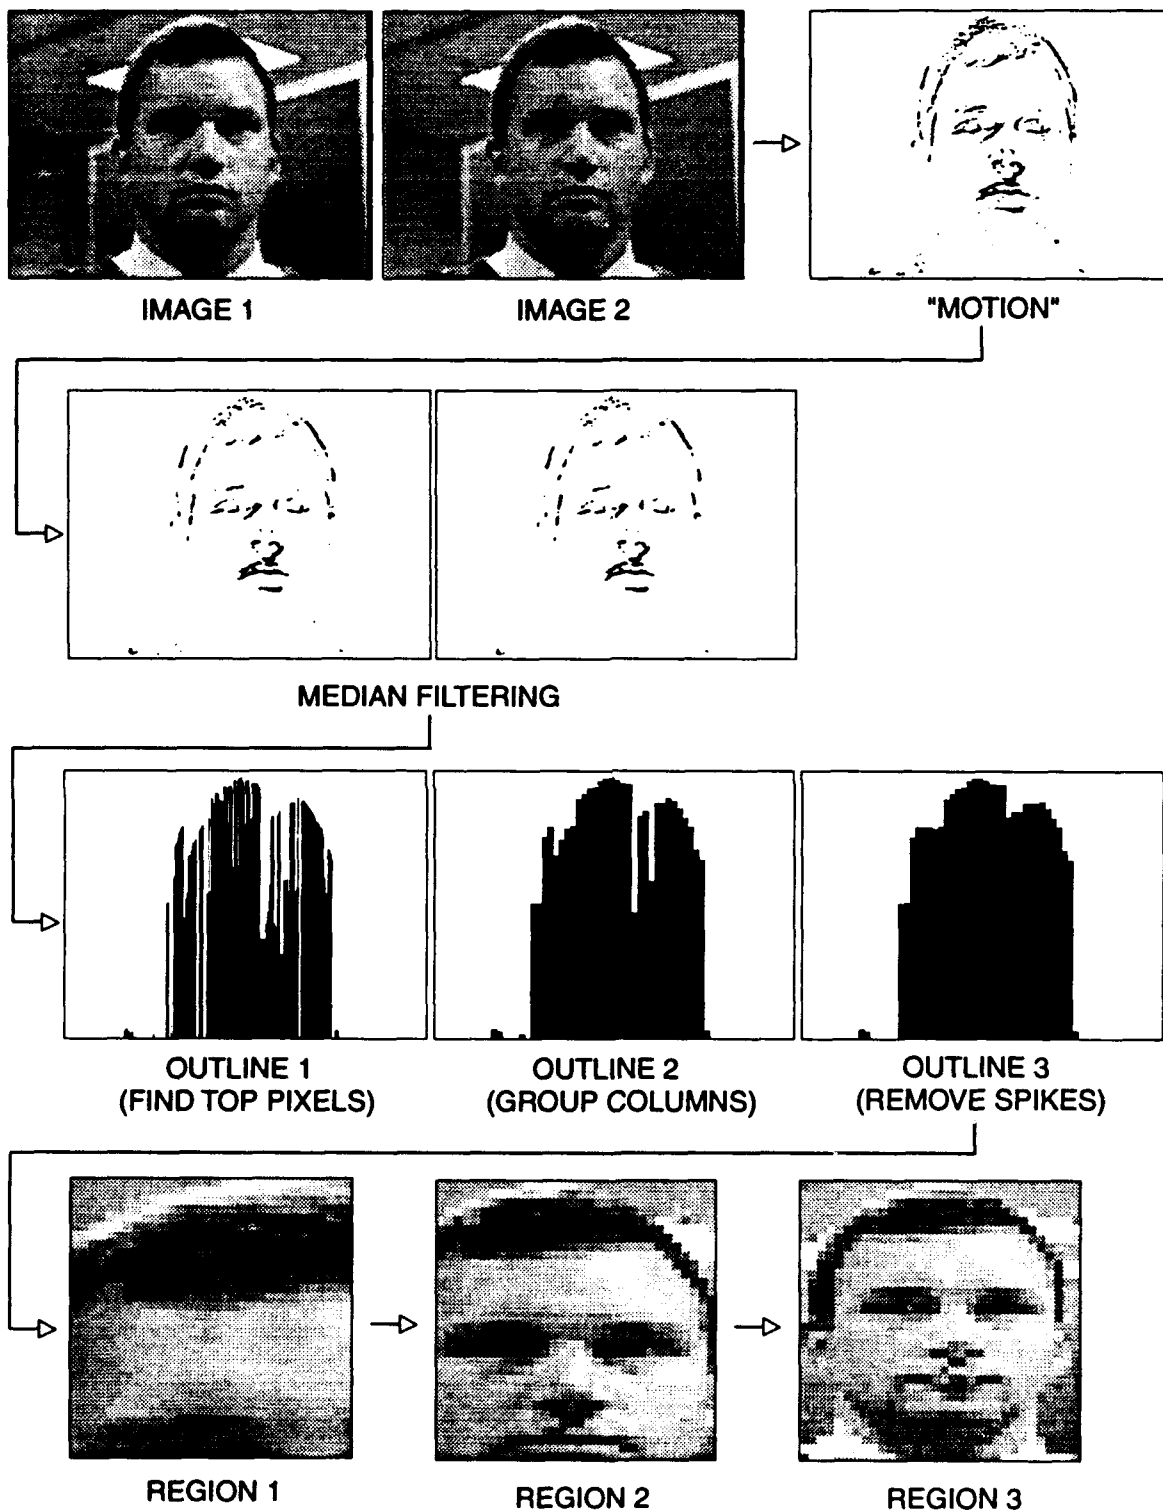 IMAGE 1
IMAGE 2
"MOTION"
MEDIAN FILTERING
OUTLINE 1
(FIND TOP PIXELS)
OUTLINE 2
(GROUP COLUMNS)
OUTLINE 3
(REMOVE SPIKES)
REGION 1
REGION 2
REGION 3